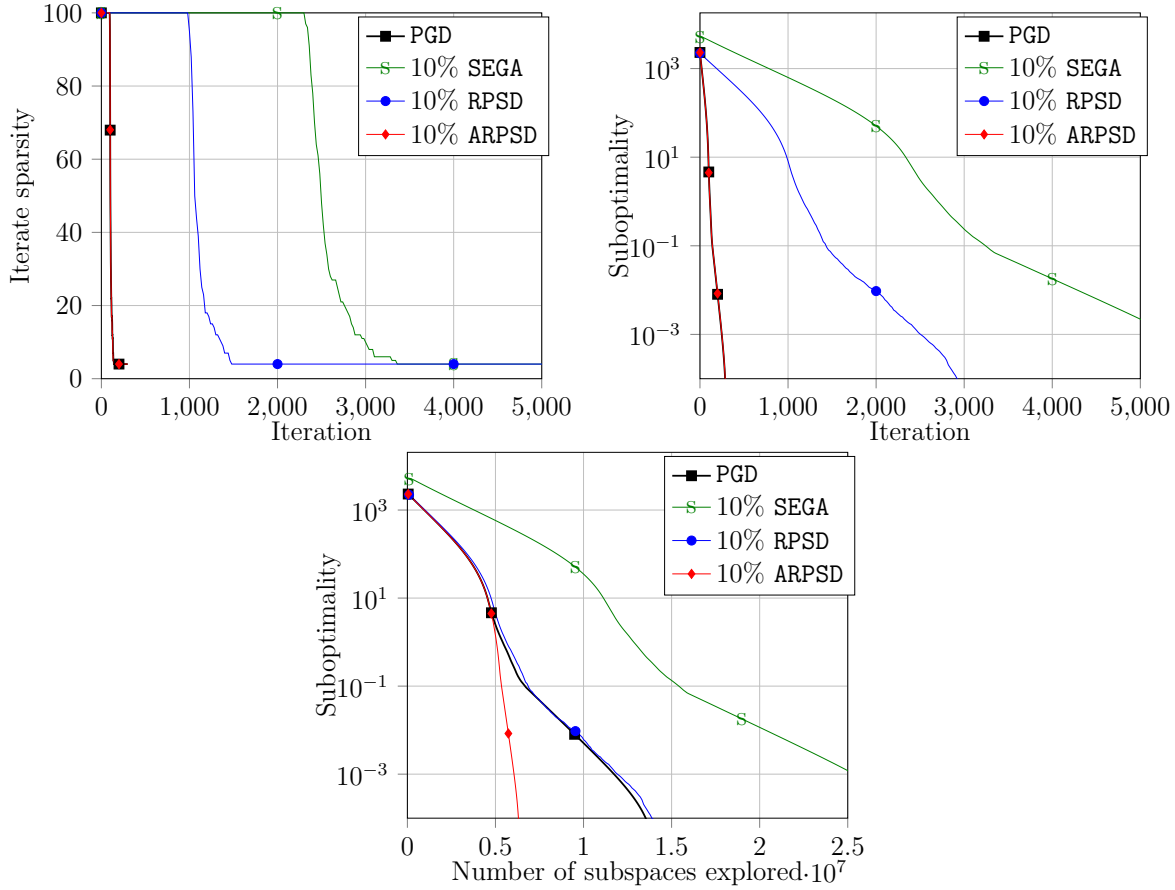 100
80
60
40
20
0
Iterate sparsity
S
S
PGD
S 10% SEGA
10% RPSD
10% ARPSD
0 1,000 2,000 3,000 4,000 5,000
Iteration
10^3
10^1
10^−1
10^−3
Suboptimality
S
S
S
PGD
S 10% SEGA
10% RPSD
10% ARPSD
0 1,000 2,000 3,000 4,000 5,000
Iteration
10^3
10^1
10^−1
10^−3
Suboptimality
S
S
S
PGD
S 10% SEGA
10% RPSD
10% ARPSD
0 0.5 1 1.5 2 2.5
Number of subspaces explored·10^7